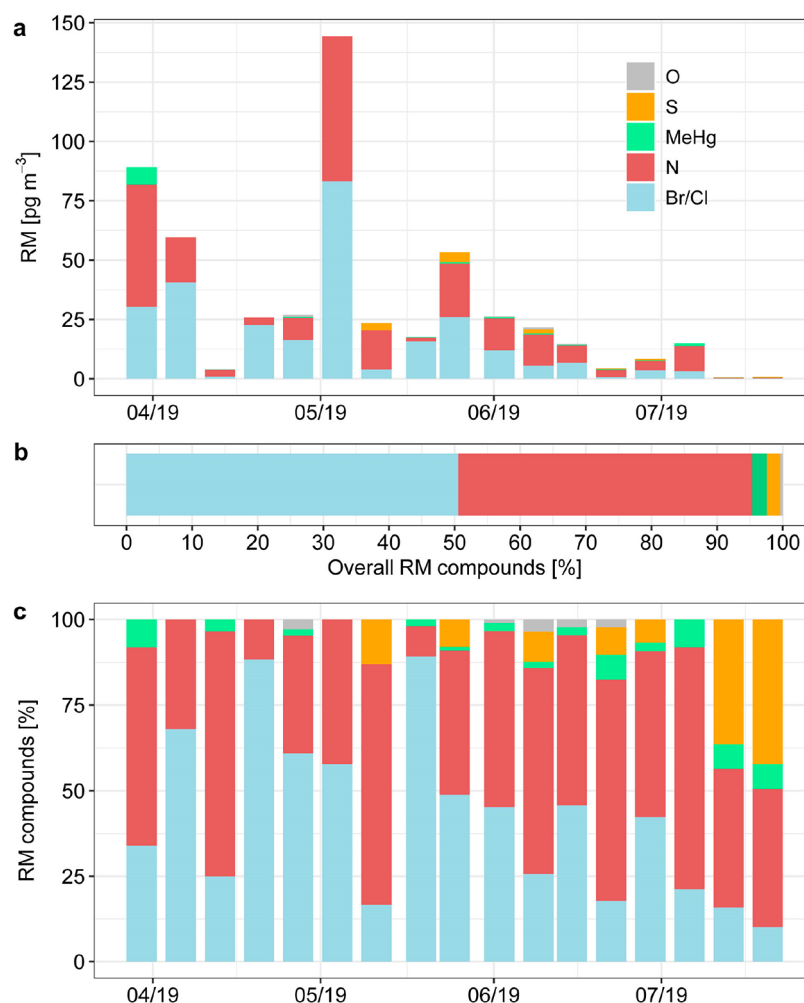 a
150
125
100
75
50
25
0
RM [pg m⁻³]
O
S
MeHg
N
Br/Cl
04/19 05/19 06/19 07/19
b
0 10 20 30 40 50 60 70 80 90 100
Overall RM compounds [%]
c
100
75
50
25
0
RM compounds [%]
04/19 05/19 06/19 07/19